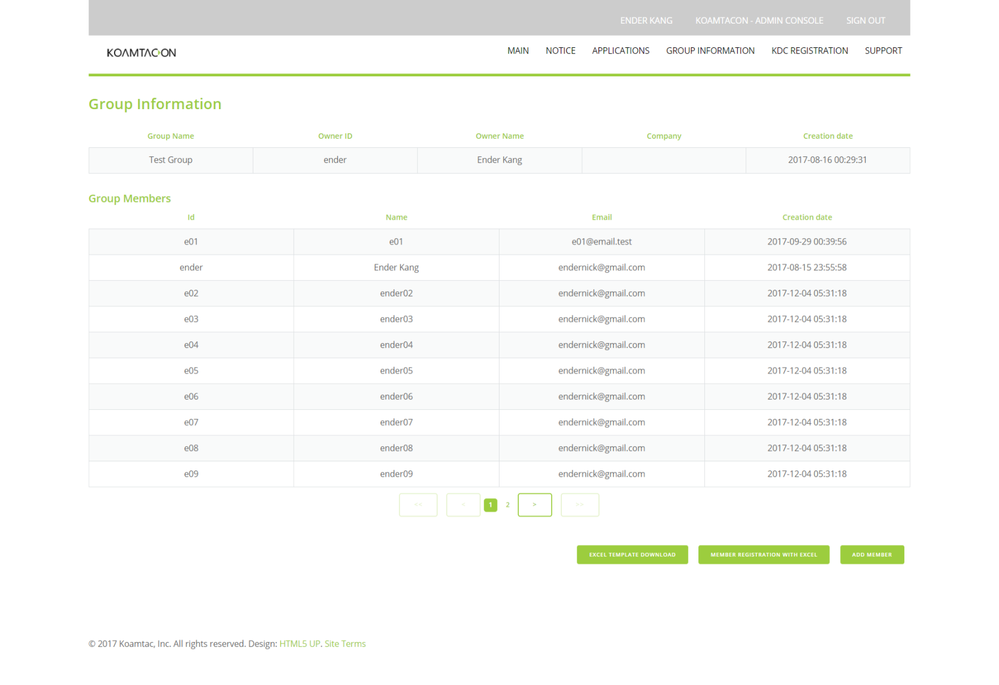 ENDER KANG KOAMTACON - ADMIN CONSOLE SIGN OUT
KOAMTACON MAIN NOTICE APPLICATIONS GROUP INFORMATION KDC REGISTRATION SUPPORT
Group Information
Group Name Owner ID Owner Name Company Creation date
Test Group ender Ender Kang 2017-08-16 00:29:31
Group Members
Id Name Email Creation date
e01 e01 e01@email.test 2017-09-29 00:39:56
ender Ender Kang endernick@gmail.com 2017-08-15 23:55:58
e02 ender02 endernick@gmail.com 2017-12-04 05:31:18
e03 ender03 endernick@gmail.com 2017-12-04 05:31:18
e04 ender04 endernick@gmail.com 2017-12-04 05:31:18
e05 ender05 endernick@gmail.com 2017-12-04 05:31:18
e06 ender06 endernick@gmail.com 2017-12-04 05:31:18
e07 ender07 endernick@gmail.com 2017-12-04 05:31:18
e08 ender08 endernick@gmail.com 2017-12-04 05:31:18
e09 ender09 endernick@gmail.com 2017-12-04 05:31:18
<< < 1 2 > >>
EXCEL TEMPLATE DOWNLOAD MEMBER REGISTRATION WITH EXCEL ADD MEMBER
© 2017 Koamtac, Inc. All rights reserved. Design: HTML5 UP. Site Terms